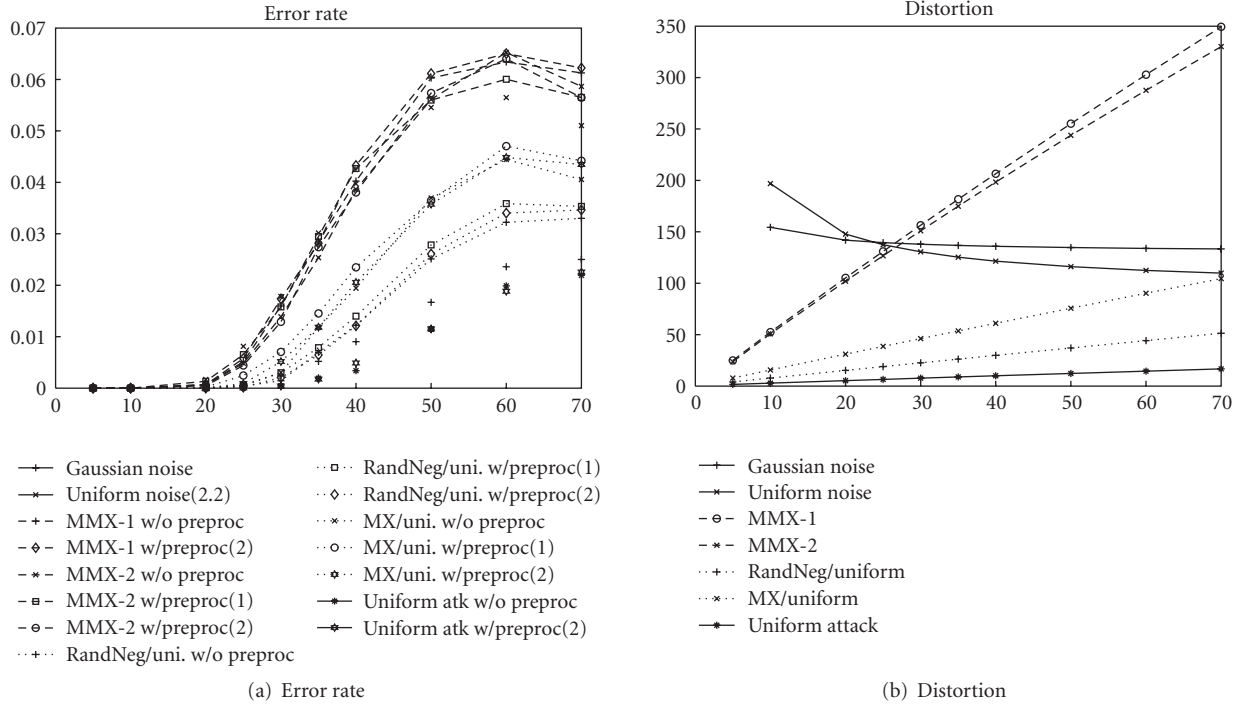 Error rate
0.07
0.06
0.05
0.04
0.03
0.02
0.01
0
0 10 20 30 40 50 60 70
Gaussian noise
Uniform noise(2.2)
MMX-1 w/o preproc
MMX-1 w/preproc(2)
MMX-2 w/o preproc
MMX-2 w/preproc(1)
MMX-2 w/preproc(2)
RandNeg/uni. w/o preproc
RandNeg/uni. w/preproc(1)
RandNeg/uni. w/preproc(2)
MX/uni. w/o preproc
MX/uni. w/preproc(1)
MX/uni. w/preproc(2)
Uniform atk w/o preproc
Uniform atk w/preproc(2)
(a) Error rate
Distortion
350
300
250
200
150
100
50
0
0 10 20 30 40 50 60 70
Gaussian noise
Uniform noise
MMX-1
MMX-2
RandNeg/uniform
MX/uniform
Uniform attack
(b) Distortion